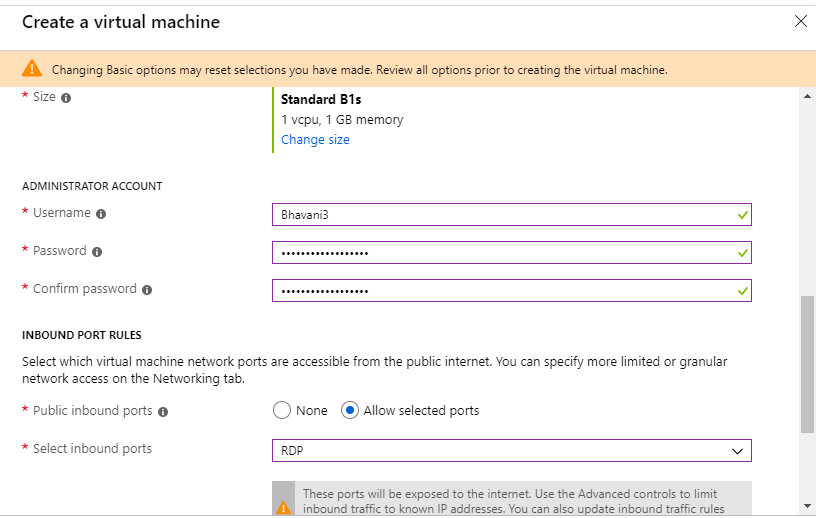 Create a virtual machine
Changing Basic options may reset selections you have made. Review all options prior to creating the virtual machine.
* Size
Standard B1s
1 vcpu, 1 GB memory
Change size
ADMINISTRATOR ACCOUNT
* Username
Bhavani3
* Password
••••••••••••••••••
* Confirm password
••••••••••••••••••
INBOUND PORT RULES
Select which virtual machine network ports are accessible from the public internet. You can specify more limited or granular
network access on the Networking tab.
* Public inbound ports
None Allow selected ports
* Select inbound ports
RDP
These ports will be exposed to the internet. Use the Advanced controls to limit
inbound traffic to known IP addresses. You can also update inbound traffic rules